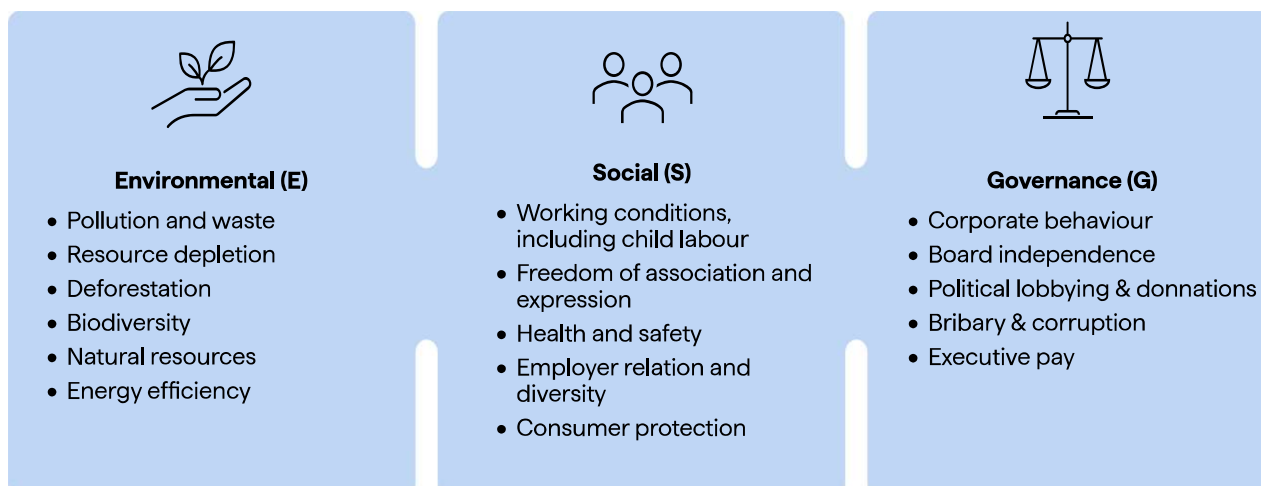 Environmental (E)
• Pollution and waste
• Resource depletion
• Deforestation
• Biodiversity
• Natural resources
• Energy efficiency
Social (S)
• Working conditions,
including child labour
• Freedom of association and
expression
• Health and safety
• Employer relation and
diversity
• Consumer protection
Governance (G)
• Corporate behaviour
• Board independence
• Political lobbying & donnations
• Bribary & corruption
• Executive pay